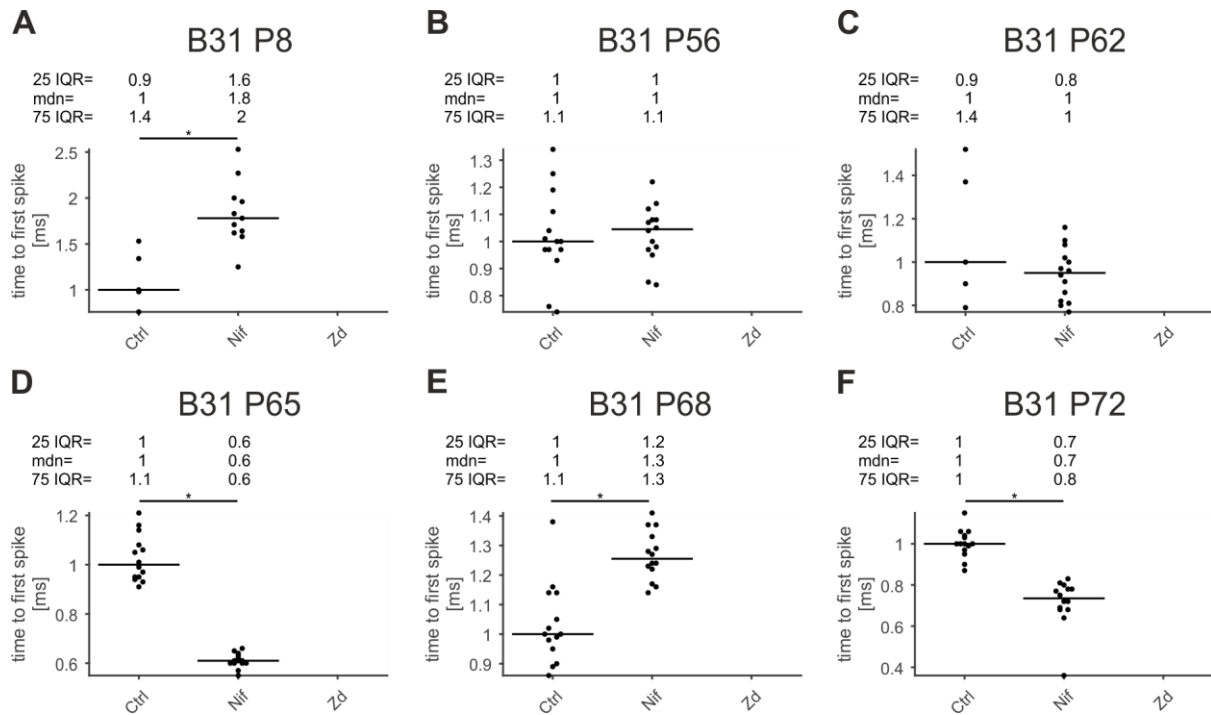 A
B31 P8
25 IQR= 0.9 1.6
mdn= 1 1.8
75 IQR= 1.4 2
*
time to first spike
[ms]
2.5
2
1.5
1
Ctrl Nif Zd
B
B31 P56
1 1
1 1
1.1 1.1
time to first spike
[ms]
1.3
1.2
1.1
1
0.9
0.8
Ctrl Nif Zd
C
B31 P62
25 IQR= 0.9 0.8
mdn= 1 1
75 IQR= 1.4 1
time to first spike
[ms]
1.4
1.2
1
0.8
Ctrl Nif Zd
D
B31 P65
25 IQR= 1 0.6
mdn= 1 0.6
75 IQR= 1.1 0.6
*
time to first spike
[ms]
1.2
1
0.8
0.6
Ctrl Nif Zd
E
B31 P68
25 IQR= 1 1.2
mdn= 1 1.3
75 IQR= 1.1 1.3
*
time to first spike
[ms]
1.4
1.3
1.2
1.1
1
0.9
Ctrl Nif Zd
F
B31 P72
25 IQR= 1 0.7
mdn= 1 0.7
75 IQR= 1 0.8
*
time to first spike
[ms]
1
0.8
0.6
0.4
Ctrl Nif Zd